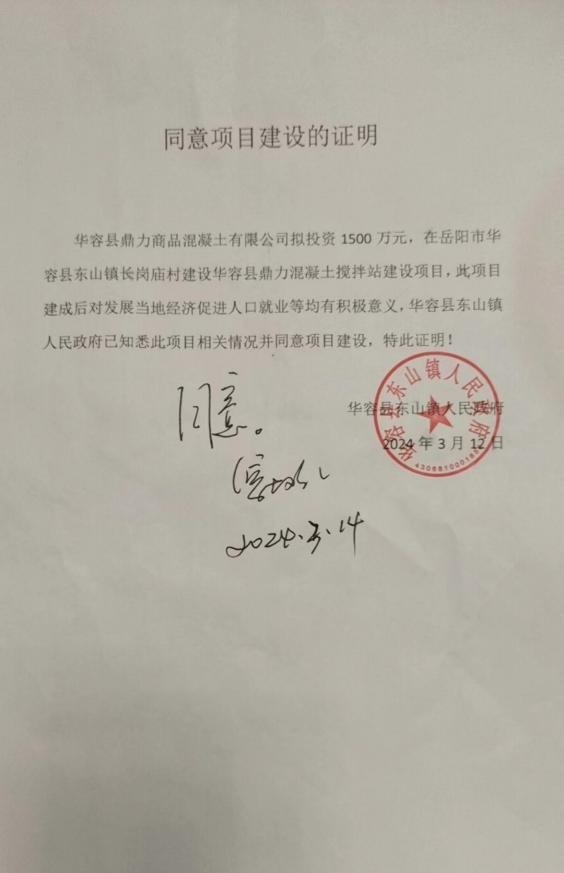 同意项目建设的证明
华容县鼎力商品混凝土有限公司拟投资 1500 万元，在岳阳市华
容县东山镇长岗庙村建设华容县鼎力混凝土搅拌站建设项目，此项目
建成后对发展当地经济促进人口就业等均有积极意义，华容县东山镇
人民政府已知悉此项目相关情况并同意项目建设，特此证明！
华容县东山镇人民政府
2024 年 3 月 12 日
华容县东山镇人民政府
同意。
2024.3.14